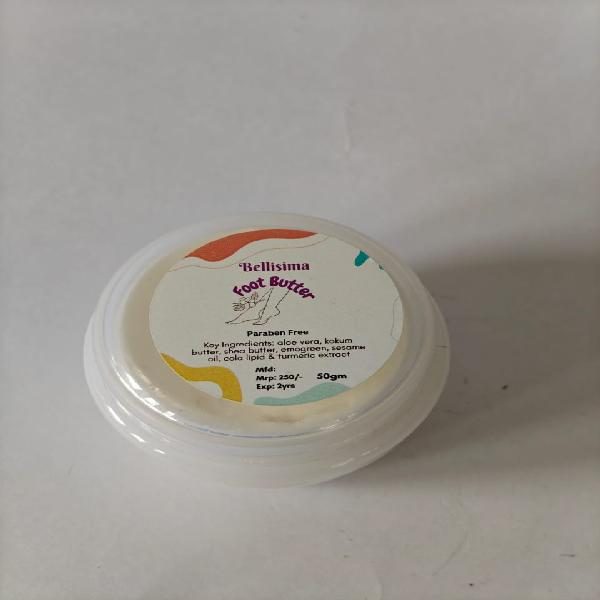 Bellisima
Foot Butter
Paraben Free
Key Ingredients: aloe vera, kokum
butter, shea butter, emogreen, sesame
oil, cola lipid & turmeric extract
Mfd:
Mrp: 250/- 50gm
Exp: 2yrs